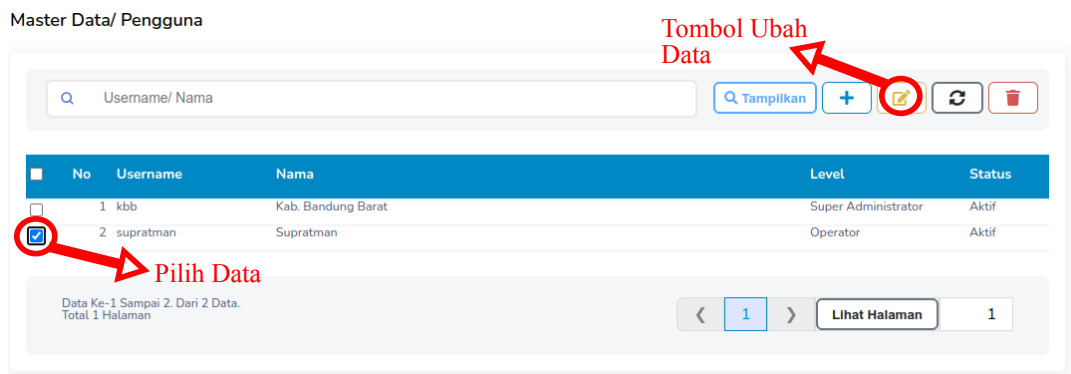 Master Data/ Pengguna
Tombol Ubah
Data
Username/ Nama
Tampilkan
No Username Nama Level Status
1 kbb Kab. Bandung Barat Super Administrator Aktif
2 supratman Supratman Operator Aktif
Pilih Data
Data Ke-1 Sampai 2. Dari 2 Data.
Total 1 Halaman
1 Lihat Halaman 1